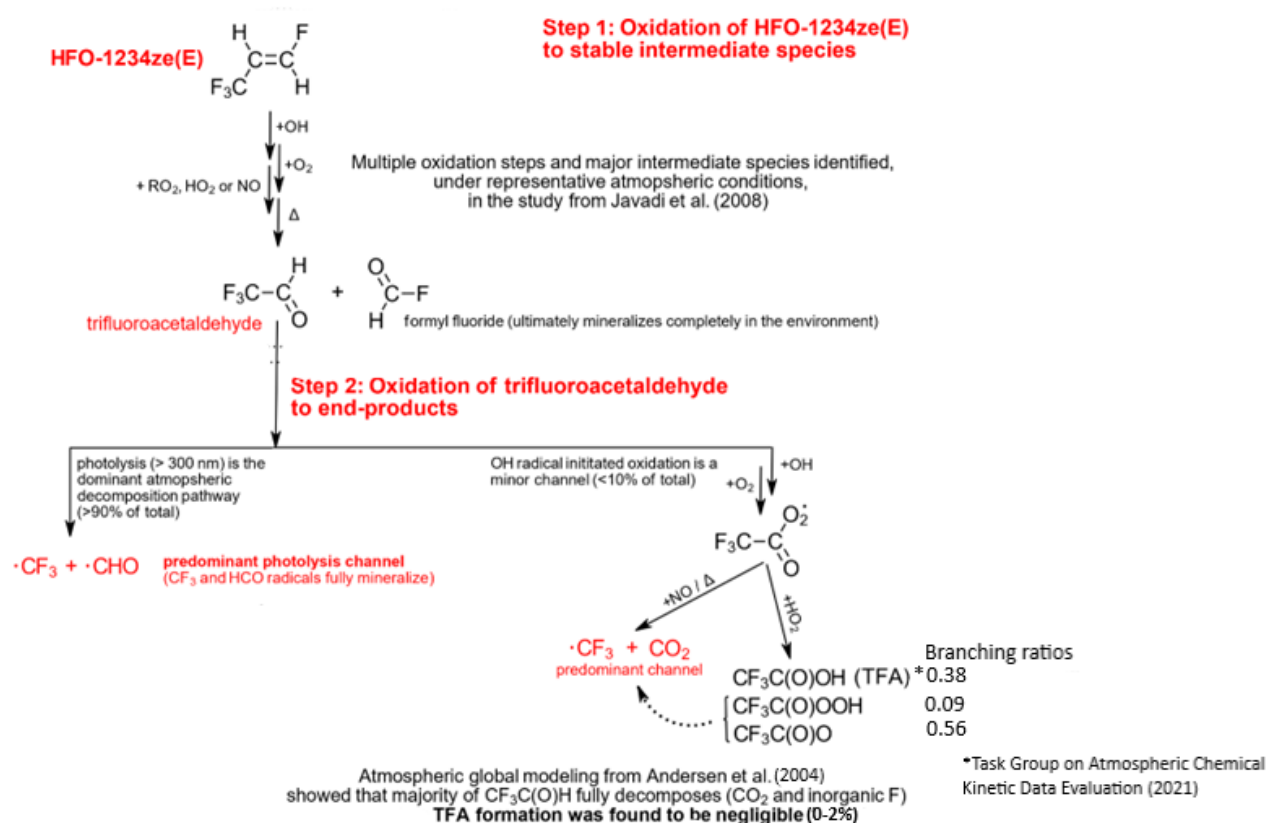 Step 1: Oxidation of HFO-1234ze(E)
to stable intermediate species
HFO-1234ze(E)
H
F
C=C
F₃C
H
+OH
+O₂
+ RO₂, HO₂ or NO
Δ
Multiple oxidation steps and major intermediate species identified,
under representative atmopsheric conditions,
in the study from Javadi et al. (2008)
H
F₃C–C
O
trifluoroacetaldehyde
+
O
C–F
H
formyl fluoride (ultimately mineralizes completely in the environment)
Step 2: Oxidation of trifluoroacetaldehyde
to end-products
photolysis (> 300 nm) is the
dominant atmopsheric
decomposition pathway
(>90% of total)
OH radical inititated oxidation is a
minor channel (<10% of total)
+OH
+O₂
·CF₃ + ·CHO
predominant photolysis channel
(CF₃ and HCO radicals fully mineralize)
O₂·
F₃C–C
O
+NO / Δ
+HO₂
·CF₃ + CO₂
predominant channel
Branching ratios
CF₃C(O)OH (TFA) *0.38
CF₃C(O)OOH 0.09
CF₃C(O)O 0.56
*Task Group on Atmospheric Chemical
Kinetic Data Evaluation (2021)
Atmospheric global modeling from Andersen et al. (2004)
showed that majority of CF₃C(O)H fully decomposes (CO₂ and inorganic F)
TFA formation was found to be negligible (0-2%)